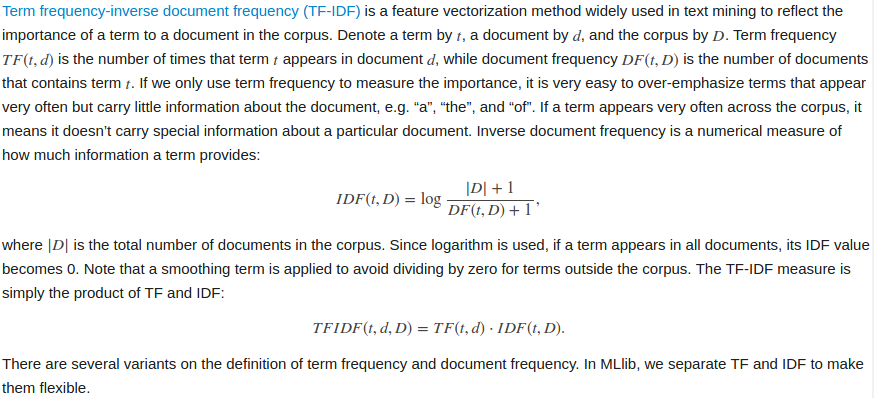 Term frequency-inverse document frequency (TF-IDF) is a feature vectorization method widely used in text mining to reflect the
importance of a term to a document in the corpus. Denote a term by t, a document by d, and the corpus by D. Term frequency
TF(t, d) is the number of times that term t appears in document d, while document frequency DF(t, D) is the number of documents
that contains term t. If we only use term frequency to measure the importance, it is very easy to over-emphasize terms that appear
very often but carry little information about the document, e.g. “a”, “the”, and “of”. If a term appears very often across the corpus, it
means it doesn’t carry special information about a particular document. Inverse document frequency is a numerical measure of
how much information a term provides:
IDF(t, D) = log |D| + 1 / DF(t, D) + 1,
where |D| is the total number of documents in the corpus. Since logarithm is used, if a term appears in all documents, its IDF value
becomes 0. Note that a smoothing term is applied to avoid dividing by zero for terms outside the corpus. The TF-IDF measure is
simply the product of TF and IDF:
TFIDF(t, d, D) = TF(t, d) · IDF(t, D).
There are several variants on the definition of term frequency and document frequency. In MLlib, we separate TF and IDF to make
them flexible.